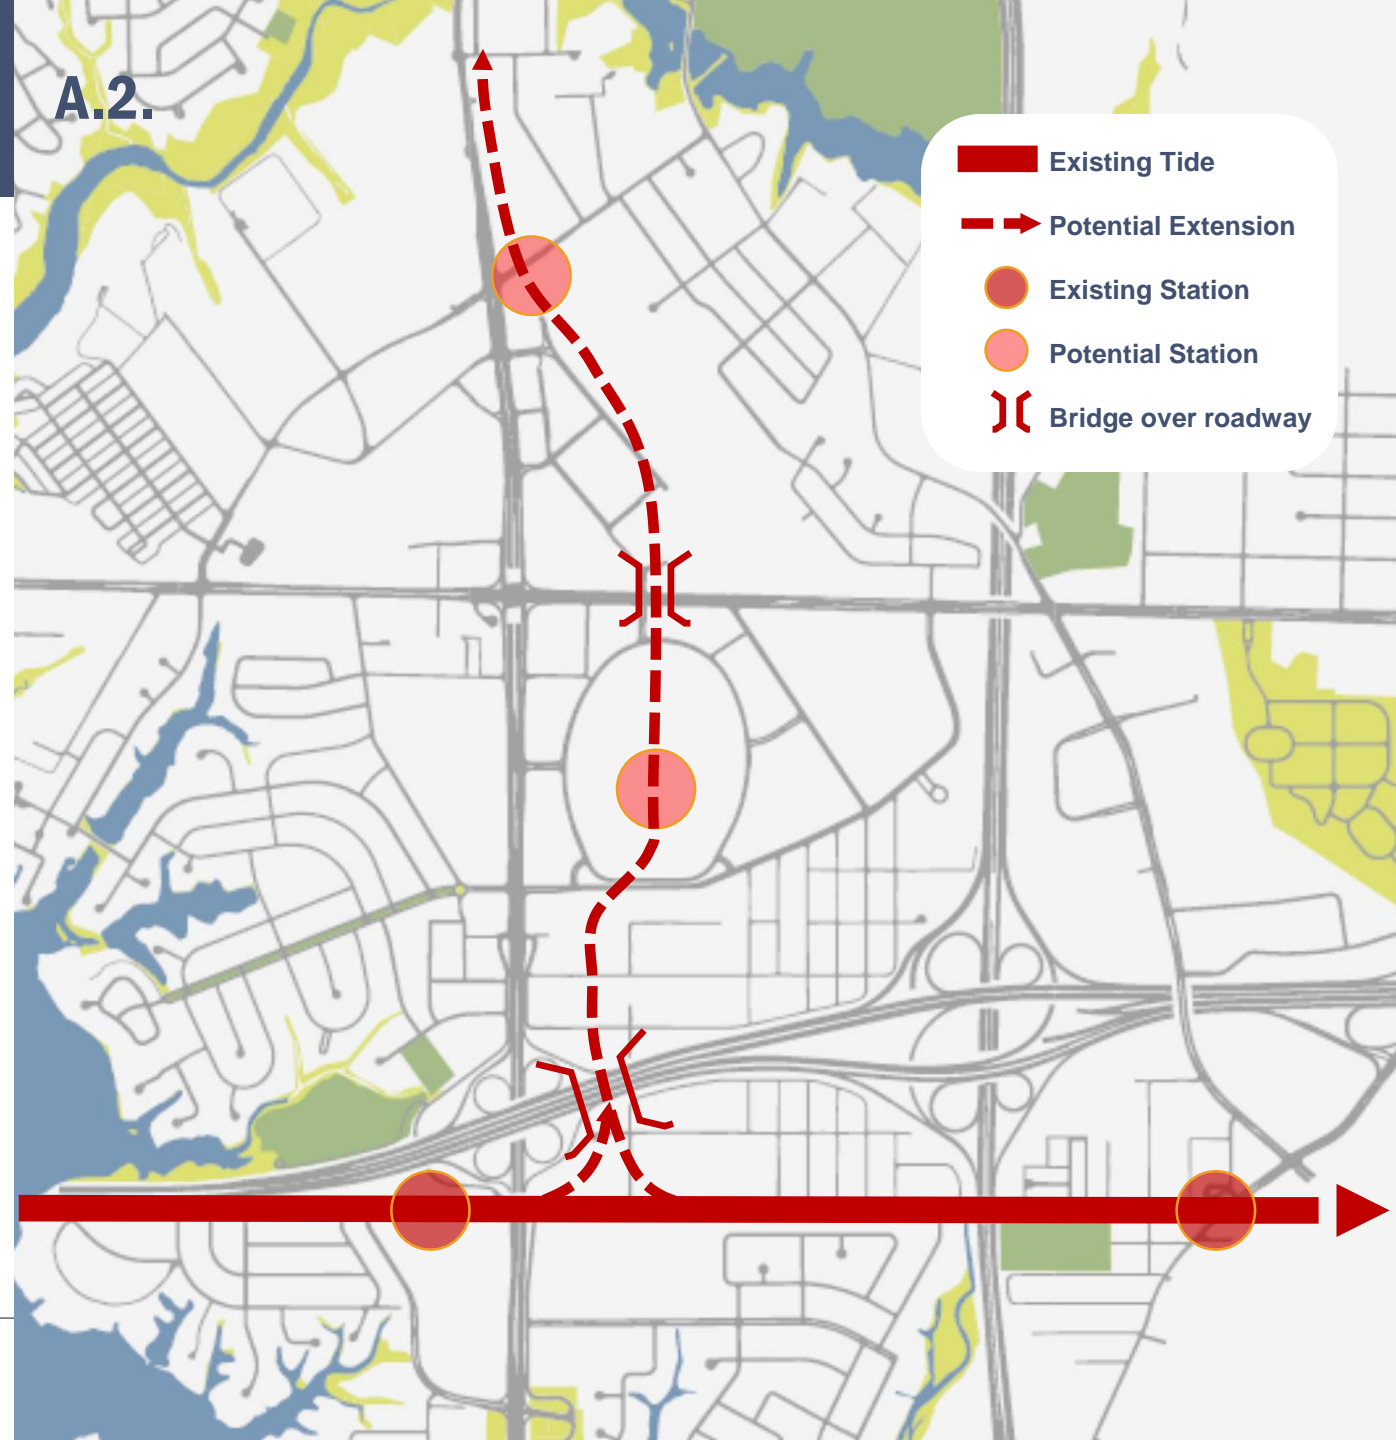 A.2.
Existing Tide
Potential Extension
Existing Station
Potential Station
Bridge over roadway